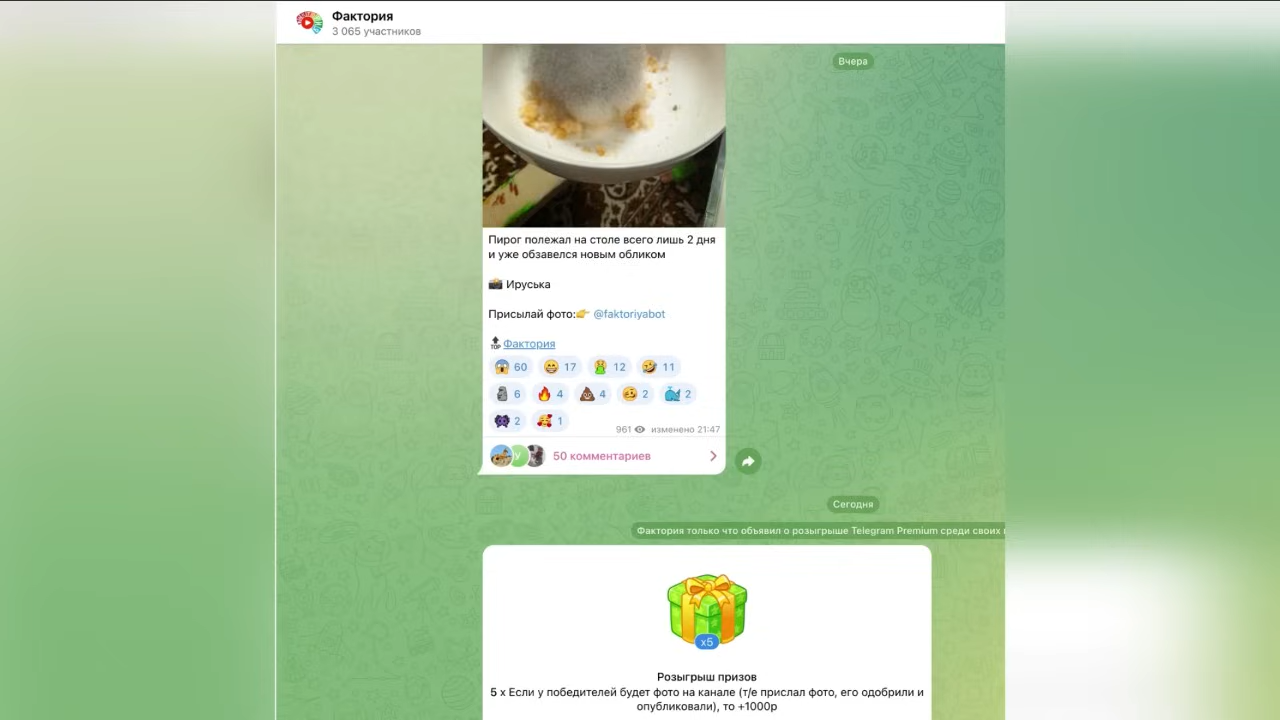 Фактория
3 065 участников
Вчера
Пирог полежал на столе всего лишь 2 дня
и уже обзавелся новым обликом
📸 Ируська
Присылай фото:👉 @faktoriyabot
🔝 Фактория
😱 60 😁 17 🤮 12 🤣 11
🗿 6 🔥 4 💩 4 🥴 2 🐳 2
👾 2 🥰 1
961 изменено 21:47
У
50 комментариев
Сегодня
Фактория только что объявил о розыгрыше Telegram Premium среди своих
x5
Розыгрыш призов
5 x Если у победителей будет фото на канале (т/е прислал фото, его одобрили и
опубликовали), то +1000р